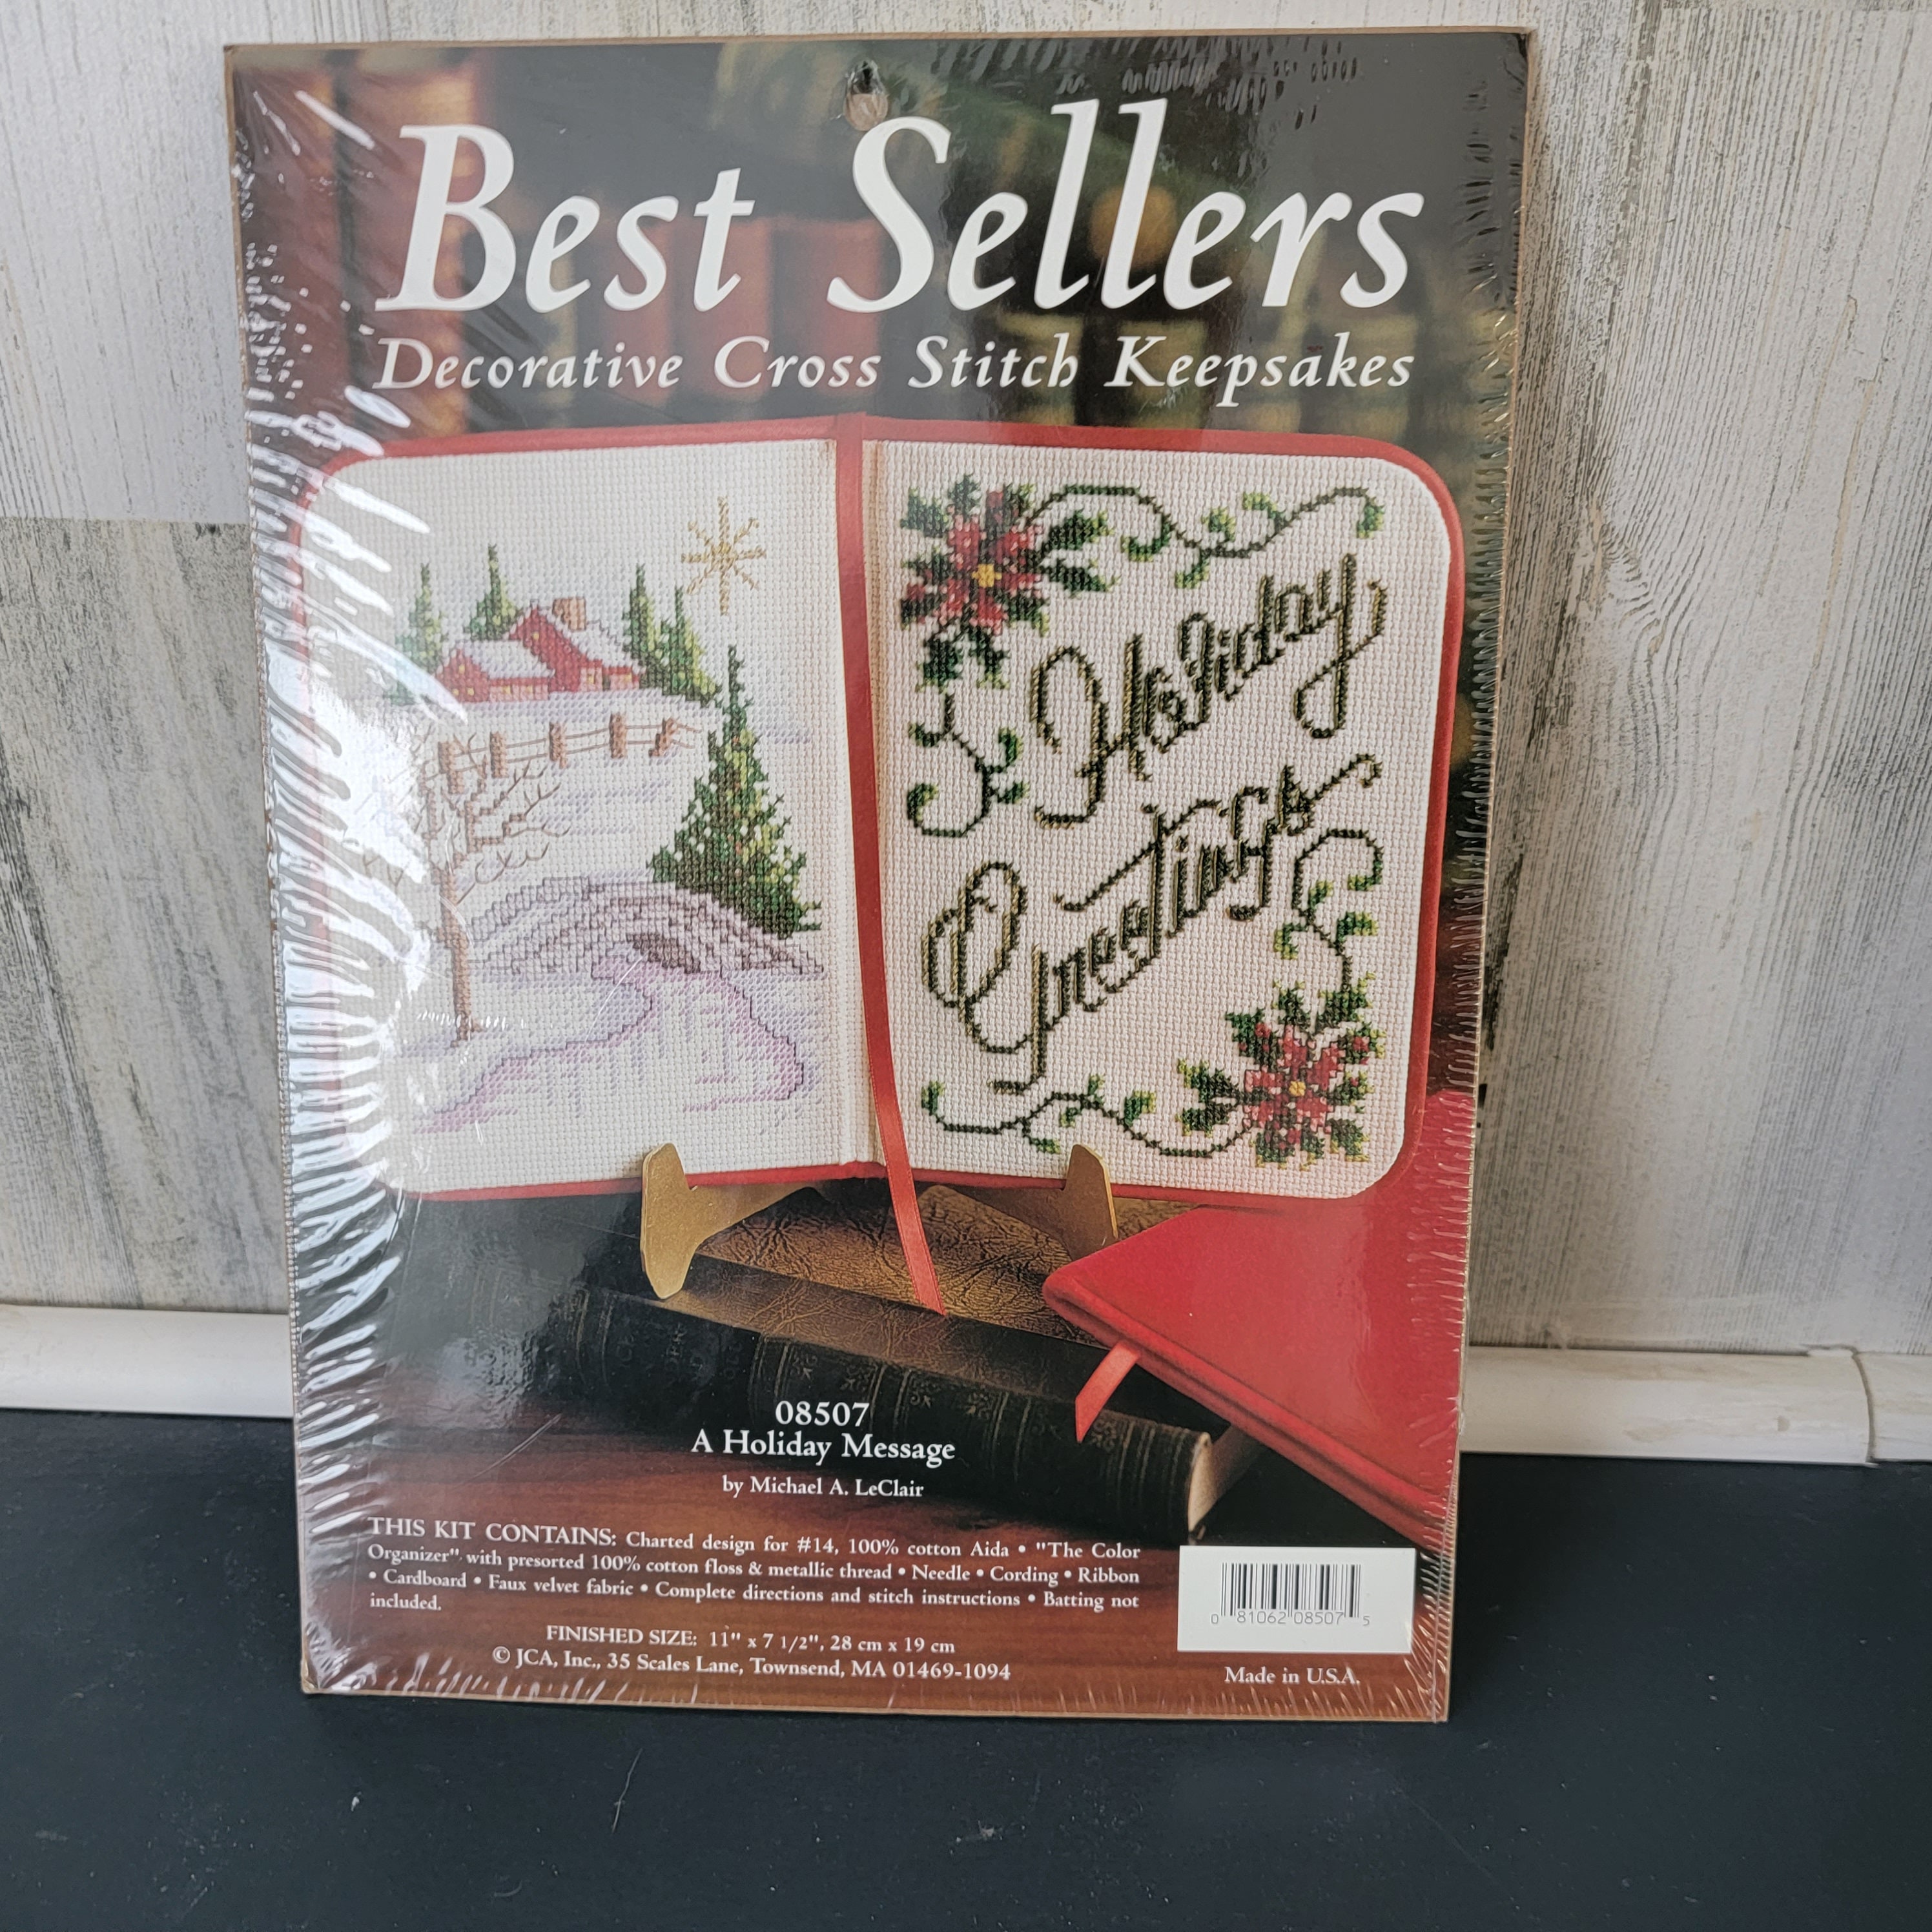 Best Sellers
Decorative Cross Stitch Keepsakes
Holiday
Greetings
08507
A Holiday Message
by Michael A. LeClair
THIS KIT CONTAINS: Charted design for #14, 100% cotton Aida • "The Color
Organizer" with presorted 100% cotton floss & metallic thread • Needle • Cording • Ribbon
• Cardboard • Faux velvet fabric • Complete directions and stitch instructions • Batting not
included.
FINISHED SIZE: 11" x 7 1/2", 28 cm x 19 cm
© JCA, Inc., 35 Scales Lane, Townsend, MA 01469-1094
0 81062 08507 5
Made in U.S.A.